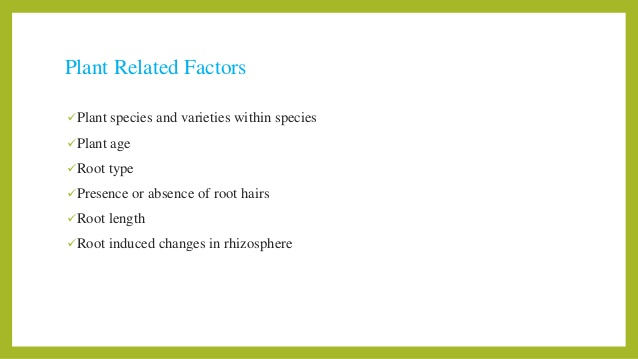 Plant Related Factors
✓Plant species and varieties within species
✓Plant age
✓Root type
✓Presence or absence of root hairs
✓Root length
✓Root induced changes in rhizosphere